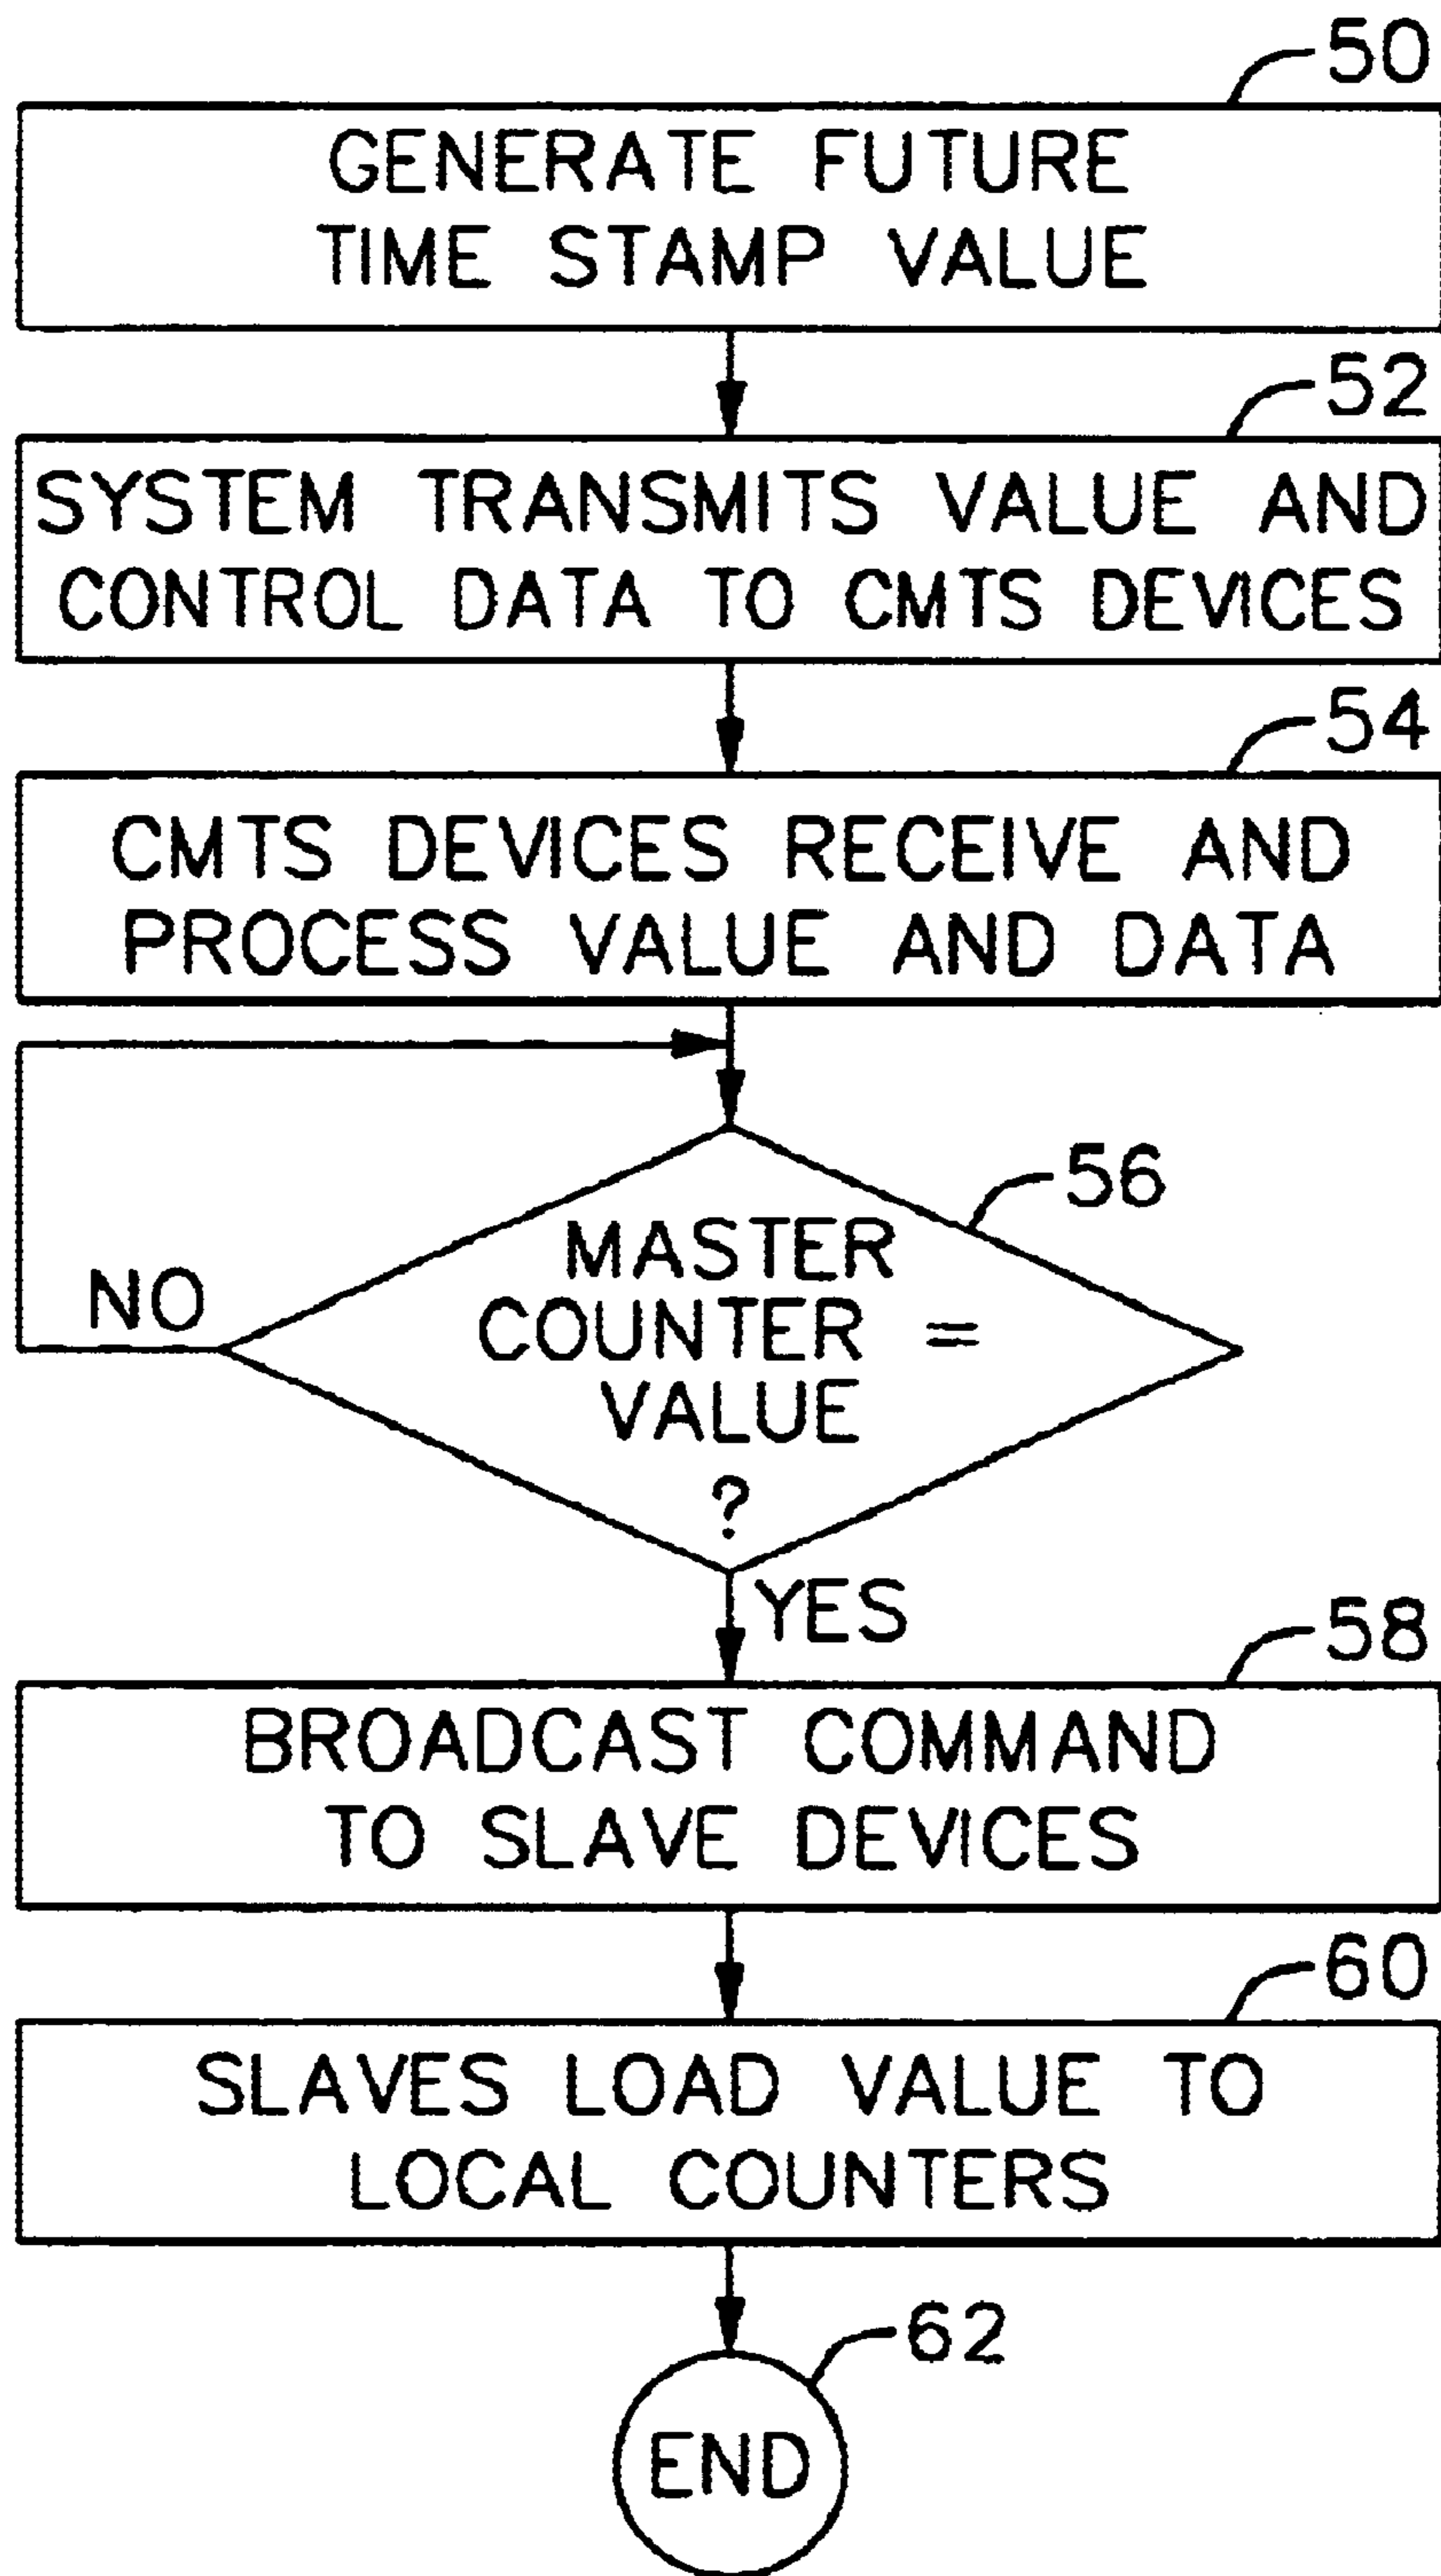 50
GENERATE FUTURE
TIME STAMP VALUE
52
SYSTEM TRANSMITS VALUE AND
CONTROL DATA TO CMTS DEVICES
54
CMTS DEVICES RECEIVE AND
PROCESS VALUE AND DATA
56
MASTER
COUNTER =
VALUE
?
NO
YES
58
BROADCAST COMMAND
TO SLAVE DEVICES
60
SLAVES LOAD VALUE TO
LOCAL COUNTERS
62
END